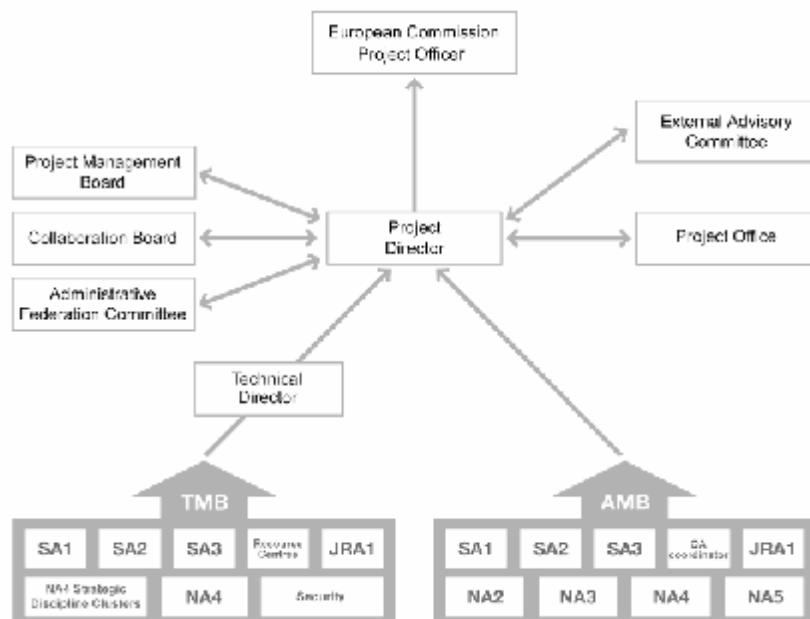 European Commission
Project Officer
External Advisory
Committee
Project Management
Board
Collaboration Board
Project
Director
Project Office
Administrative
Federation Committee
Technical
Director
TMB
AMB
SA1
SA2
SA3
Resource
Centres
JRA1
SA1
SA2
SA3
QA
coordinator
JRA1
NA4 Strategic
Discipline Clusters
NA4
Security
NA2
NA3
NA4
NA5